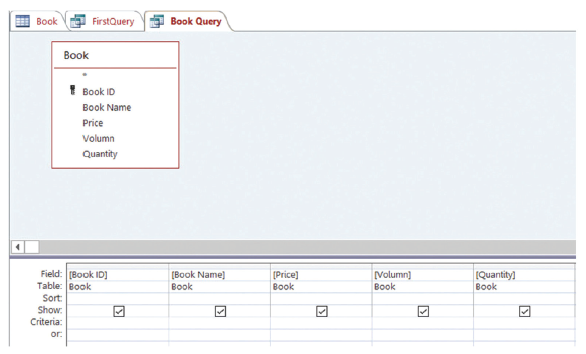 Book FirstQuery Book Query
Book
*
Book ID
Book Name
Price
Volumn
Quantity
Field: [Book ID] [Book Name] [Price] [Volumn] [Quantity]
Table: Book Book Book Book Book
Sort:
Show:
Criteria:
or: